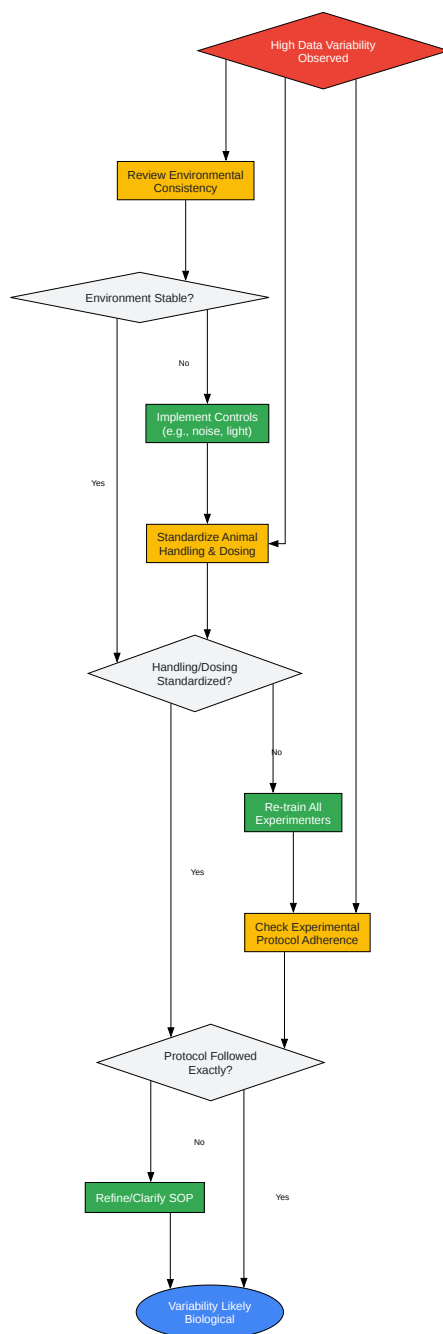 High Data Variability
Observed
Review Environmental
Consistency
Environment Stable?
No
Implement Controls
(e.g., noise, light)
Yes
Standardize Animal
Handling & Dosing
Handling/Dosing
Standardized?
No
Re-train All
Experimenters
Yes
Check Experimental
Protocol Adherence
Protocol Followed
Exactly?
No
Refine/Clarify SOP
Yes
Variability Likely
Biological